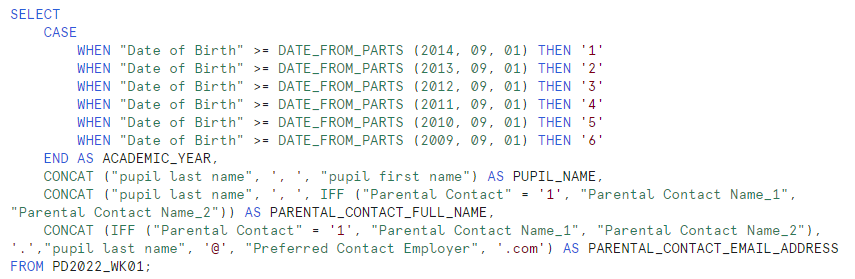 SELECT
    CASE
        WHEN "Date of Birth" >= DATE_FROM_PARTS (2014, 09, 01) THEN '1'
        WHEN "Date of Birth" >= DATE_FROM_PARTS (2013, 09, 01) THEN '2'
        WHEN "Date of Birth" >= DATE_FROM_PARTS (2012, 09, 01) THEN '3'
        WHEN "Date of Birth" >= DATE_FROM_PARTS (2011, 09, 01) THEN '4'
        WHEN "Date of Birth" >= DATE_FROM_PARTS (2010, 09, 01) THEN '5'
        WHEN "Date of Birth" >= DATE_FROM_PARTS (2009, 09, 01) THEN '6'
    END AS ACADEMIC_YEAR,
    CONCAT ("pupil last name", ', ', "pupil first name") AS PUPIL_NAME,
    CONCAT ("pupil last name", ', ', IFF ("Parental Contact" = '1', "Parental Contact Name_1",
"Parental Contact Name_2")) AS PARENTAL_CONTACT_FULL_NAME,
    CONCAT (IFF ("Parental Contact" = '1', "Parental Contact Name_1", "Parental Contact Name_2"),
'.',"pupil last name", '@', "Preferred Contact Employer", '.com') AS PARENTAL_CONTACT_EMAIL_ADDRESS
FROM PD2022_WK01;